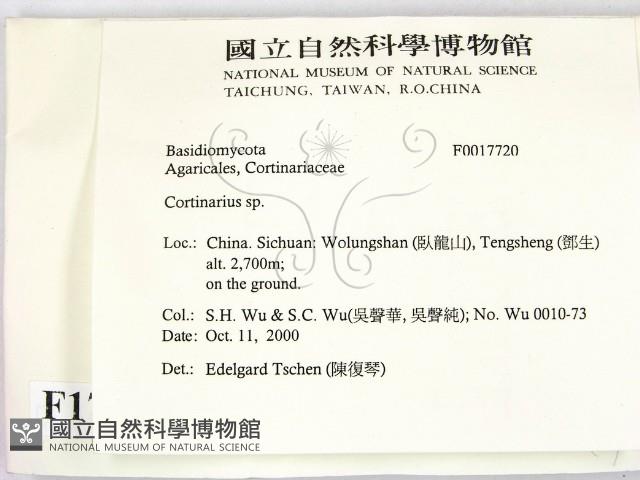 國立自然科學博物館
NATIONAL MUSEUM OF NATURAL SCIENCE
TAICHUNG, TAIWAN, R.O.CHINA
Basidiomycota F0017720
Agaricales, Cortinariaceae
Cortinarius sp.
Loc.: China. Sichuan: Wolungshan (臥龍山), Tengsheng (鄧生)
alt. 2,700m;
on the ground.
Col.: S.H. Wu & S.C. Wu(吳聲華, 吳聲純); No. Wu 0010-73
Date: Oct. 11, 2000
Det.: Edelgard Tschen (陳復琴)
國立自然科學博物館
NATIONAL MUSEUM OF NATURAL SCIENCE